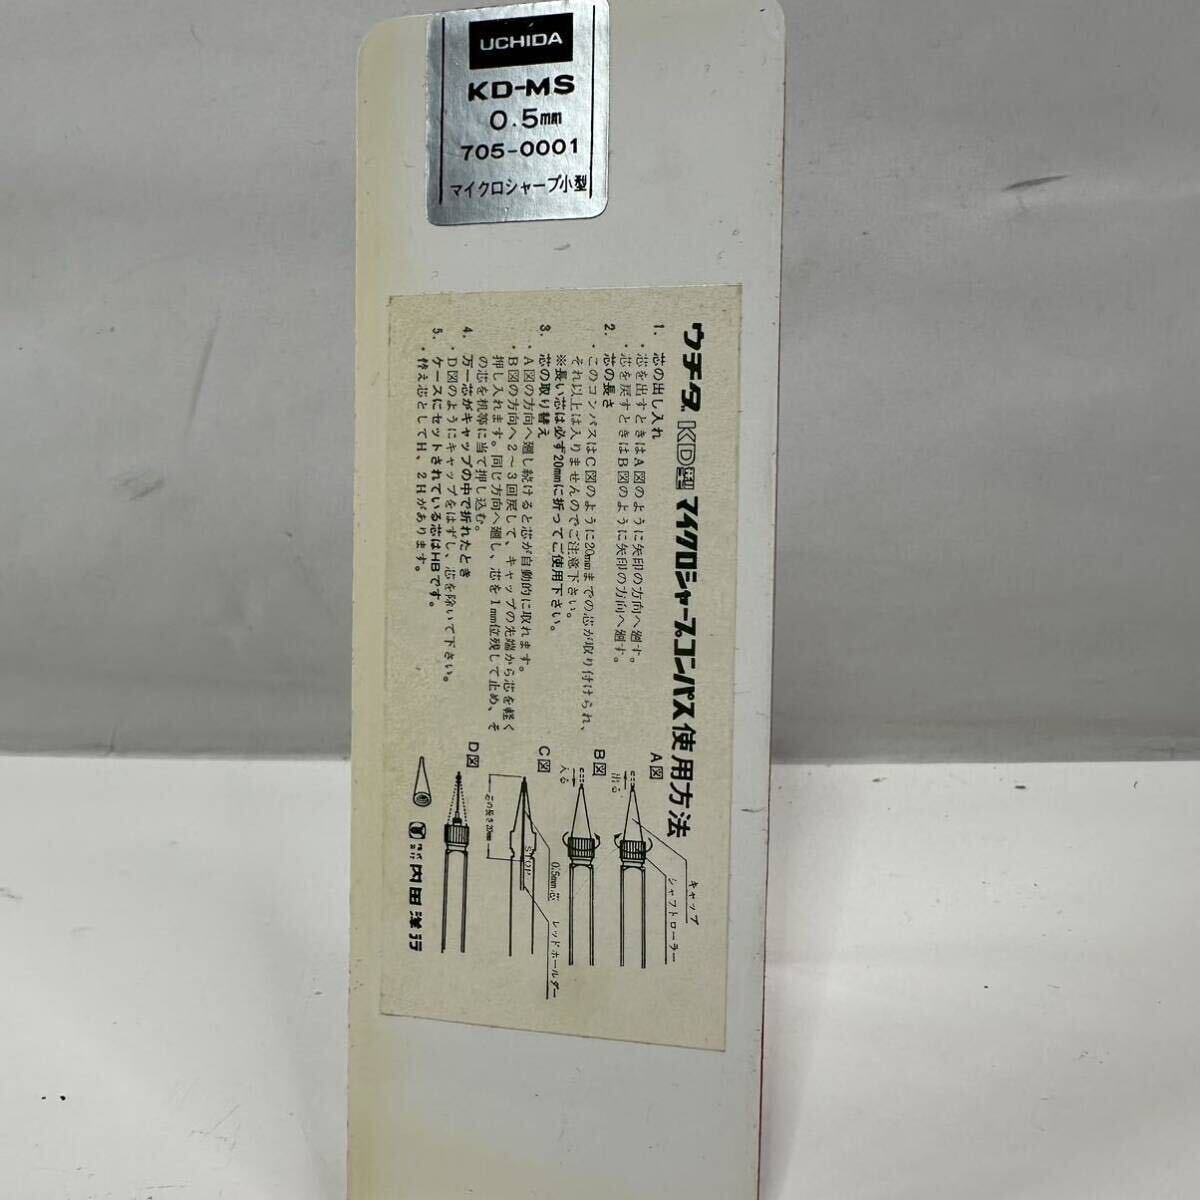 UCHIDA
KD-MS
0.5mm
705-0001
マイクロシャープ小型
ウチダ KD型 マイクロシャープコンパス使用方法
1. 芯の出し入れ
・芯を出すときはA図のように矢印の方向へ廻す。
・芯を戻すときはB図のように矢印の方向へ廻す。
2. 芯の長さ
・このコンパスはC図のように20mmまでの芯が取り付けられ、
それ以上は入りませんのでご注意下さい。
※長い芯は必ず20mmに折ってご使用下さい。
3. 芯の取り替え
・A図の方向へ廻し続けると芯が自動的に取れます。
・B図の方向へ2～3回戻して、キャップの先端から芯を軽く
押し入れます。同じ方向へ廻し、芯を1mm位残して止め、そ
の芯を机等に当て押し込む。
4. 万一芯がキャップの中で折れたとき
・D図のようにキャップをはずし、芯を除いて下さい。
5. ケースにセットされている芯はHBです。
・替え芯としてH、2Hがあります。
A図
出る
キャップ
シャフトローラー
B図
入る
C図
芯の長さ20mm
STOP
0.5mm芯
レッドホールダー
D図
株式会社 内田洋行